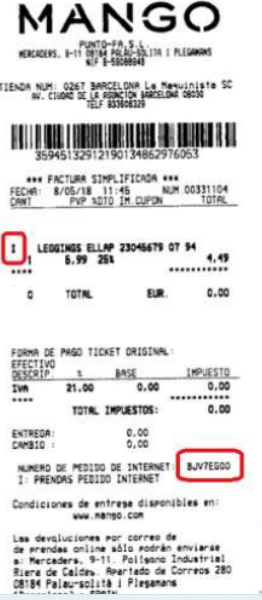 MANGO
PUNTO-FA, S.L.
MERCADERS, 9-11 08184 PALAU-SOLITA I PLEGAMANS
NIF B-59088948
TIENDA NUM: 0267 BARCELONA La Maquinista SC
AV. CIUDAD DE LA ASUNCION BARCELONA 08030
TELF 933606329
35945132912190134862976053
*** FACTURA SIMPLIFICADA ***
FECHA: 8/05/18 11:45 NUM.00331104
CANT PVP %DTO IM.CUPON TOTAL
I LEGGINGS ELLAP 23046679 07 94
1 5,99 25% 4,49
**** ***********
0 TOTAL EUR. 0,00
FORMA DE PAGO TICKET ORIGINAL:
EFECTIVO
DESCRIP. % BASE IMPUESTO
IVA 21,00 0,00 0,00
**** ***********
TOTAL IMPUESTOS: 0,00
ENTREGA: 0,00
CAMBIO : 0,00
NUMERO DE PEDIDO DE INTERNET: BJV7EG00
I: PRENDAS PEDIDO INTERNET
Condiciones de entrega disponibles en:
www.mango.com
Las devoluciones por correo de
de prendas online sólo podrán enviarse
a: Mercaders, 9-11. Polígono Industrial
Riera de Caldes. Apartado de Correos 280
08184 Palau-solità i Plegamans